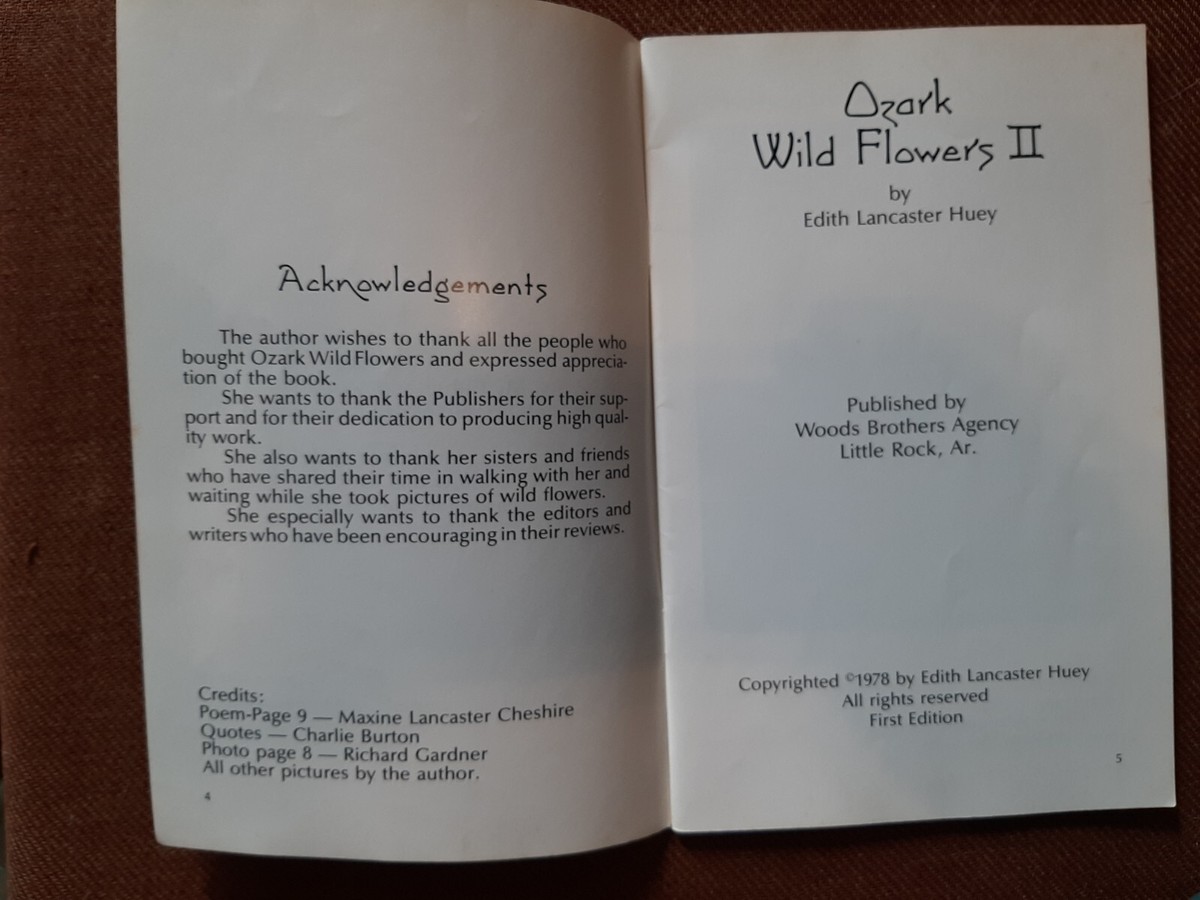 Acknowledgements
The author wishes to thank all the people who
bought Ozark Wild Flowers and expressed apprecia-
tion of the book.
She wants to thank the Publishers for their sup-
port and for their dedication to producing high qual-
ity work.
She also wants to thank her sisters and friends
who have shared their time in walking with her and
waiting while she took pictures of wild flowers.
She especially wants to thank the editors and
writers who have been encouraging in their reviews.
Credits:
Poem-Page 9 — Maxine Lancaster Cheshire
Quotes — Charlie Burton
Photo page 8 — Richard Gardner
All other pictures by the author.
4
Ozark
Wild Flowers II
by
Edith Lancaster Huey
Published by
Woods Brothers Agency
Little Rock, Ar.
Copyrighted ©1978 by Edith Lancaster Huey
All rights reserved
First Edition
5